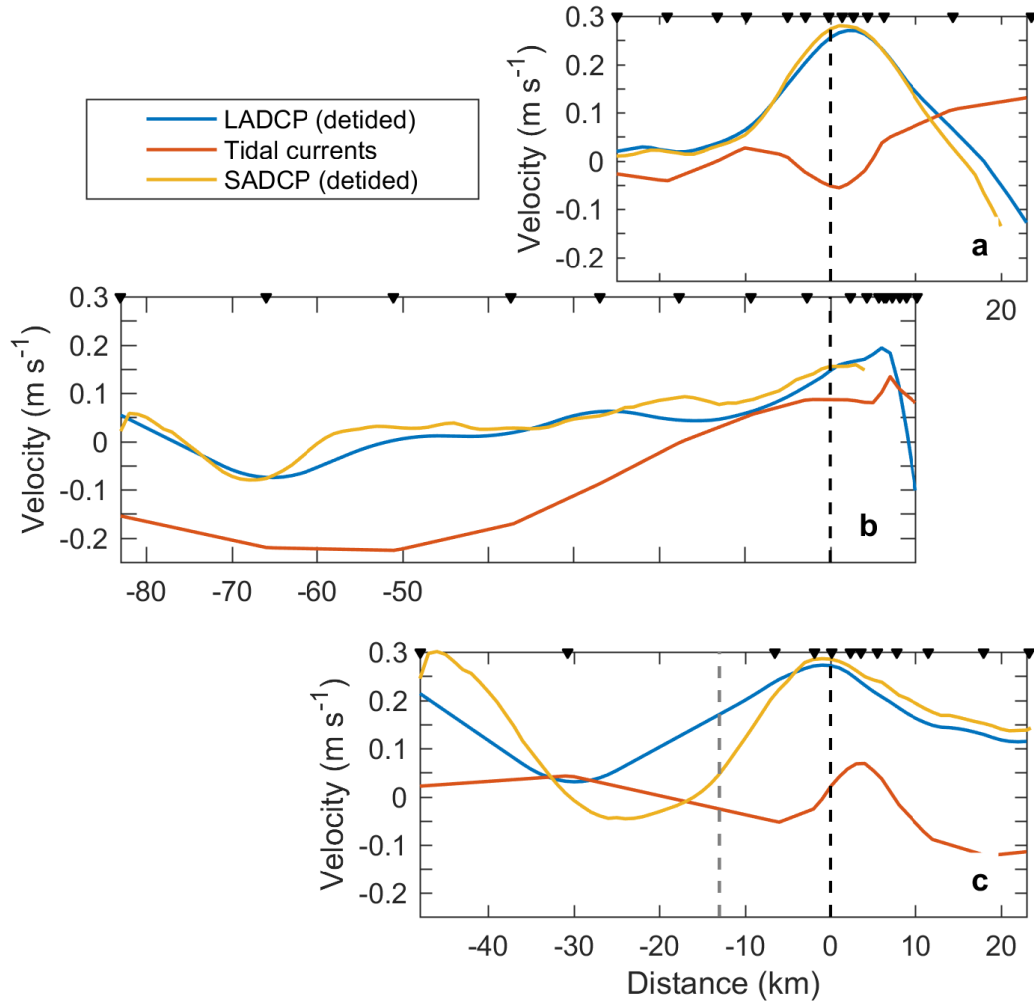 LADCP (detided)
Tidal currents
SADCP (detided)
Velocity (m s⁻¹)
0.3
0.2
0.1
0
-0.1
-0.2
a
20
Velocity (m s⁻¹)
0.3
0.2
0.1
0
-0.1
-0.2
b
-80 -70 -60 -50
Velocity (m s⁻¹)
0.3
0.2
0.1
0
-0.1
-0.2
c
-40 -30 -20 -10 0 10 20
Distance (km)